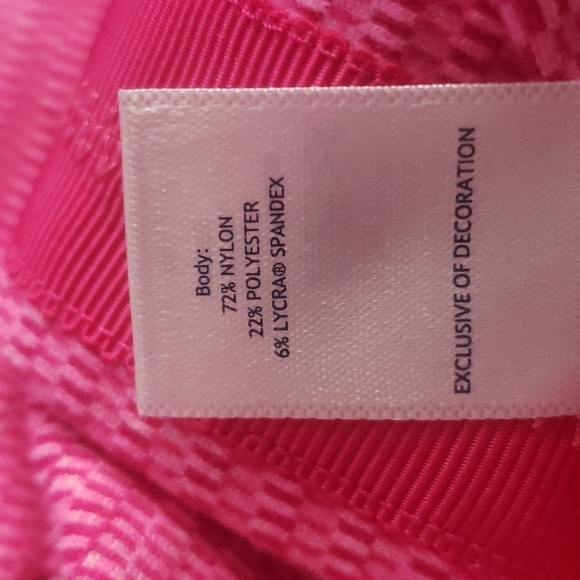 Body:
72% NYLON
22% POLYESTER
6% LYCRA® SPANDEX
EXCLUSIVE OF DECORATION